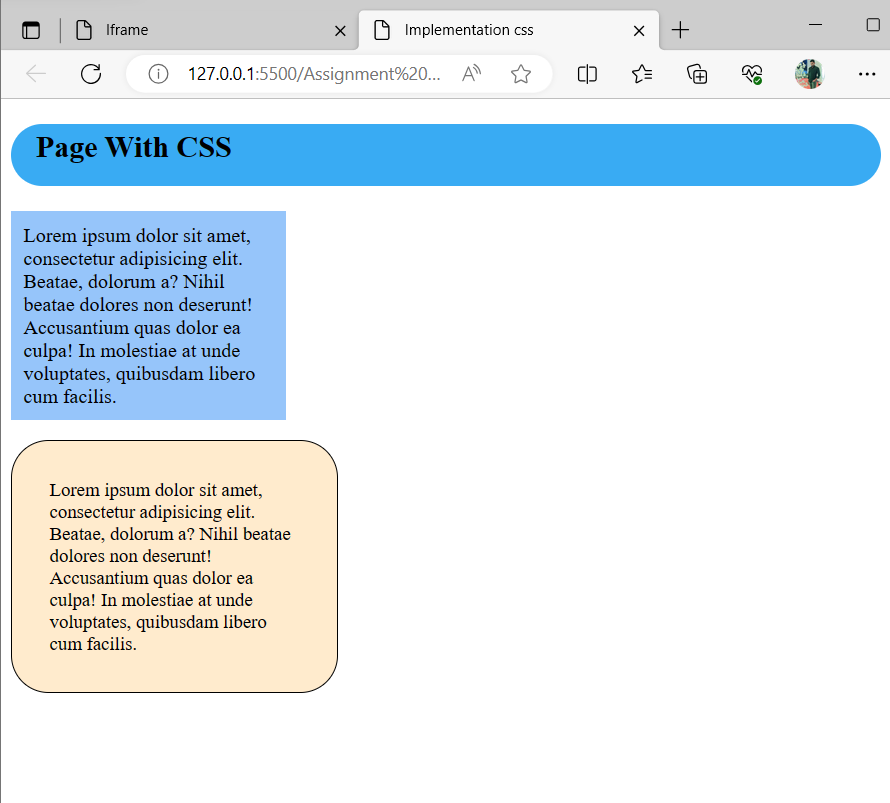 Iframe
Implementation css
127.0.0.1:5500/Assignment%20...
Page With CSS
Lorem ipsum dolor sit amet,
consectetur adipisicing elit.
Beatae, dolorum a? Nihil
beatae dolores non deserunt!
Accusantium quas dolor ea
culpa! In molestiae at unde
voluptates, quibusdam libero
cum facilis.
Lorem ipsum dolor sit amet,
consectetur adipisicing elit.
Beatae, dolorum a? Nihil beatae
dolores non deserunt!
Accusantium quas dolor ea
culpa! In molestiae at unde
voluptates, quibusdam libero
cum facilis.